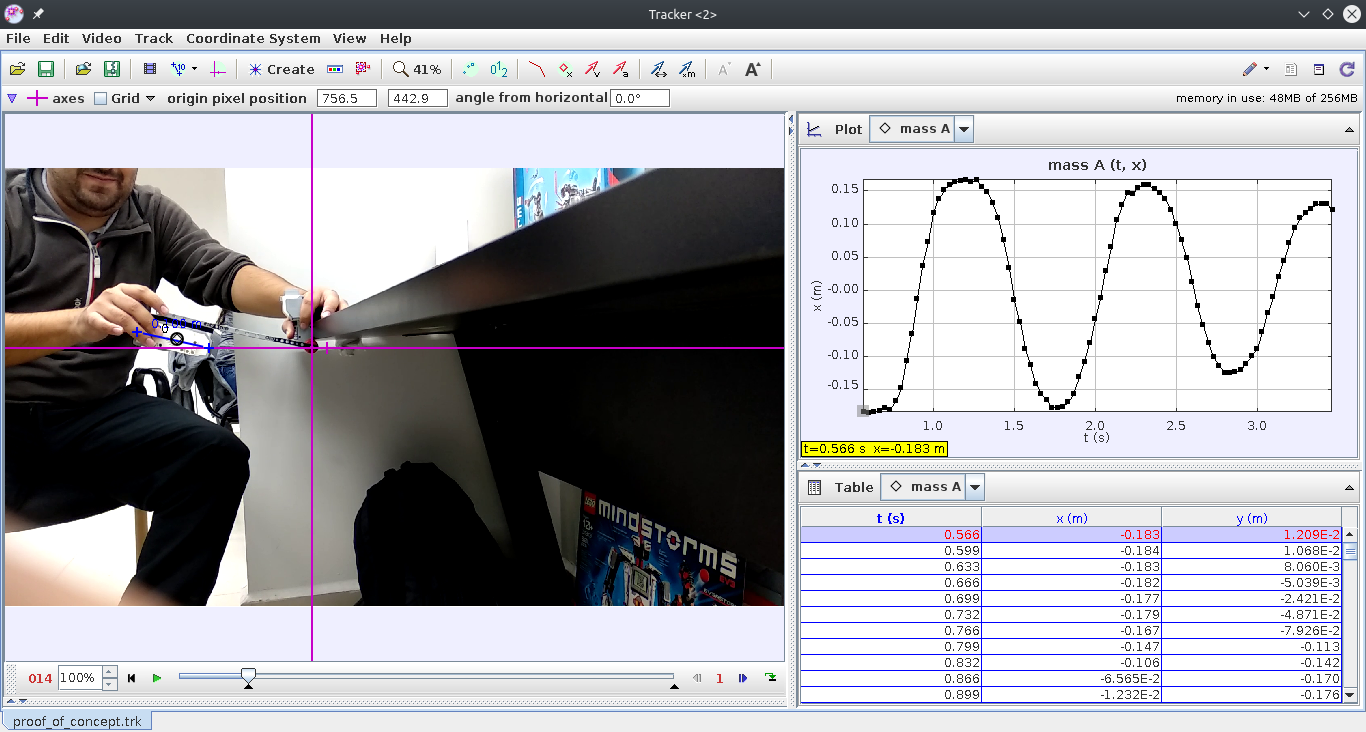 Tracker <2>
File Edit Video Track Coordinate System View Help
Create 41%
axes Grid origin pixel position 756.5 442.9 angle from horizontal 0.0° memory in use: 48MB of 256MB
Plot mass A
mass A (t, x)
0.15
0.10
0.05
-0.00
-0.05
-0.10
-0.15
x (m)
1.0 1.5 2.0 2.5 3.0
t (s)
t=0.566 s x=-0.183 m
LEGO
MINDSTORMS
EV3
Table mass A
t (s) x (m) y (m)
0.566 -0.183 1.209E-2
0.599 -0.184 1.068E-2
0.633 -0.183 8.060E-3
0.666 -0.182 -5.039E-3
0.699 -0.177 -2.421E-2
0.732 -0.179 -4.871E-2
0.766 -0.167 -7.926E-2
0.799 -0.147 -0.113
0.832 -0.106 -0.142
0.866 -6.565E-2 -0.170
0.899 -1.232E-2 -0.176
014 100% 1
proof_of_concept.trk